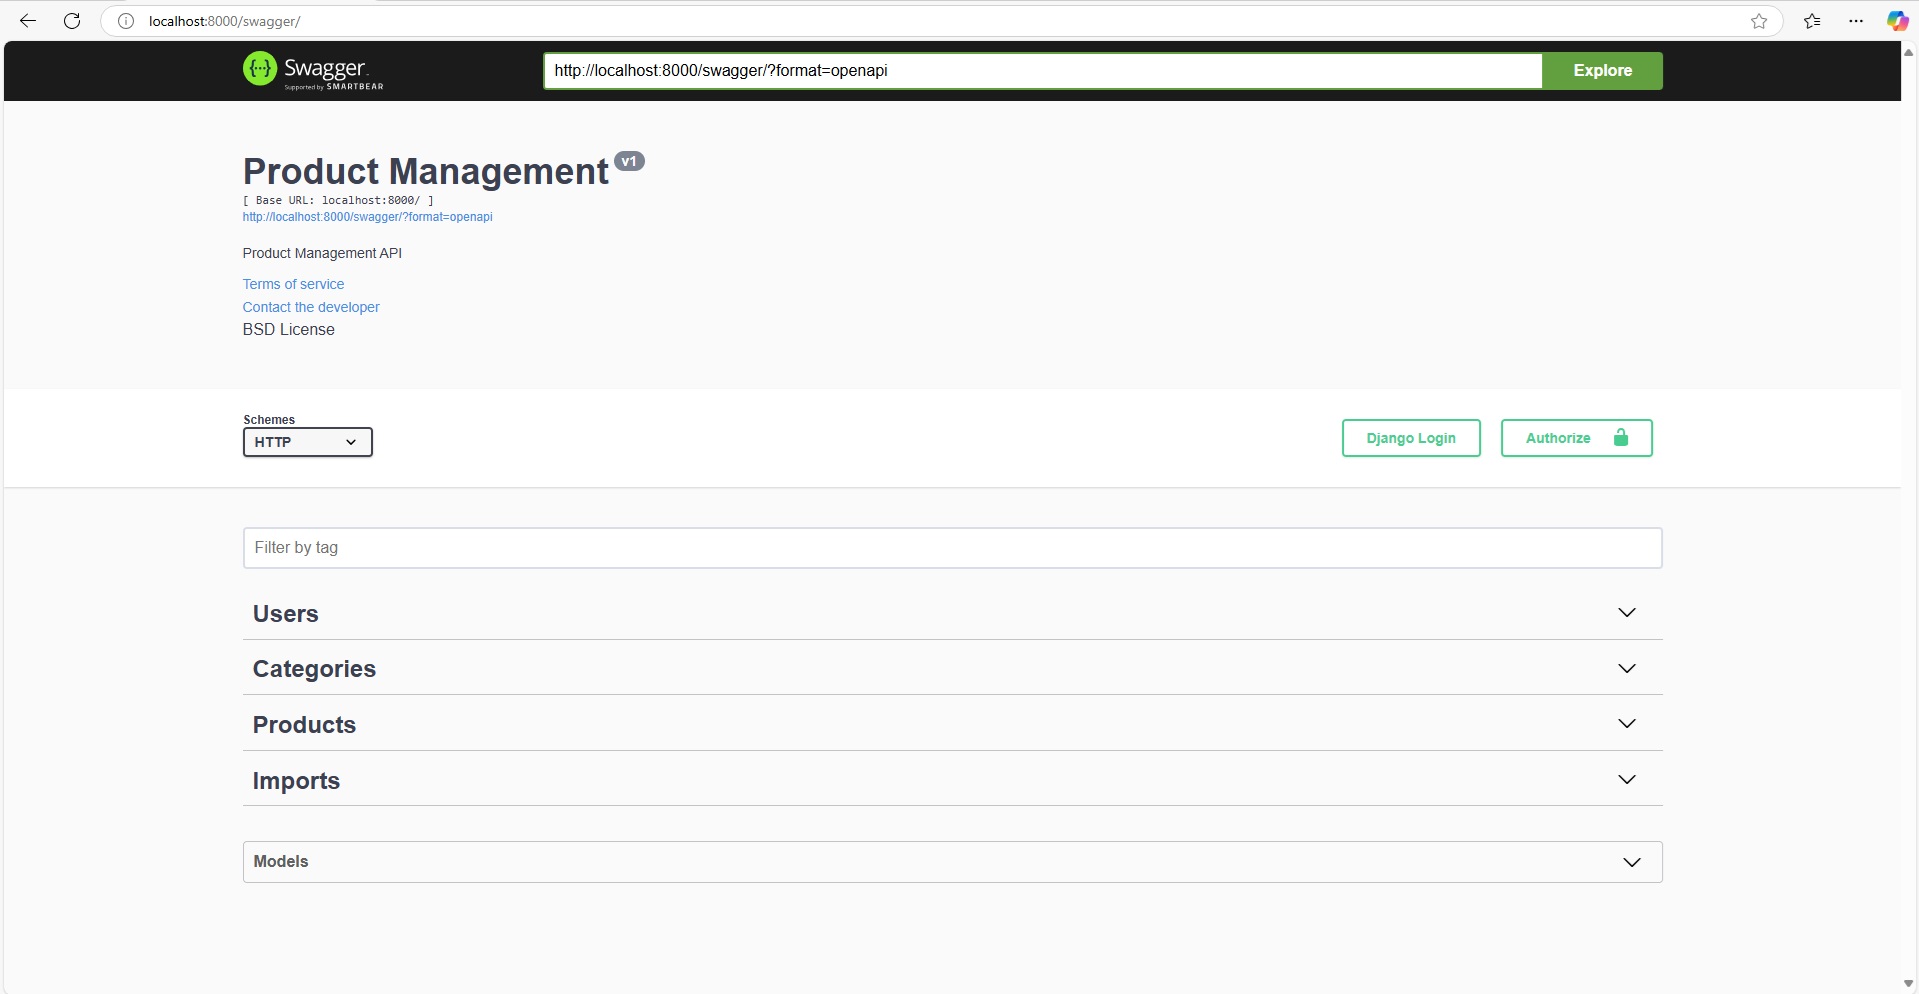 localhost:8000/swagger/
Swagger
Supported by SMARTBEAR
http://localhost:8000/swagger/?format=openapi
Explore
Product Management v1
[ Base URL: localhost:8000/ ]
http://localhost:8000/swagger/?format=openapi
Product Management API
Terms of service
Contact the developer
BSD License
Schemes
HTTP
Django Login
Authorize
Filter by tag
Users
Categories
Products
Imports
Models